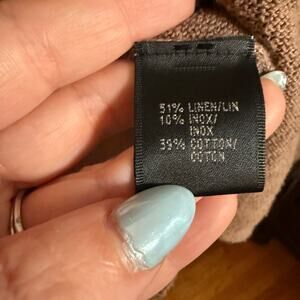 51% LINEN/LIN
10% INOX/
INOX
39% COTTON/
COTON